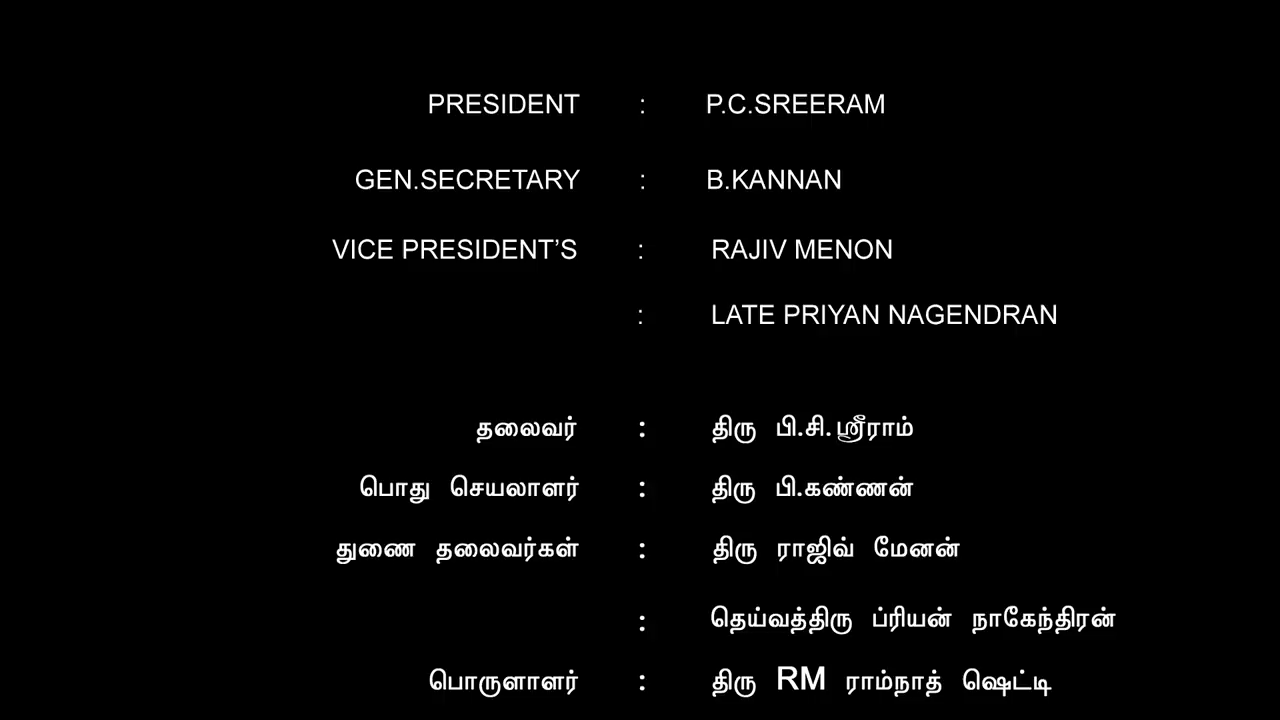 PRESIDENT : P.C.SREERAM
GEN.SECRETARY : B.KANNAN
VICE PRESIDENT’S : RAJIV MENON
: LATE PRIYAN NAGENDRAN
தலைவர் : திரு பி.சி.ஸ்ரீராம்
பொது செயலாளர் : திரு பி.கண்ணன்
துணை தலைவர்கள் : திரு ராஜிவ் மேனன்
: தெய்வத்திரு ப்ரியன் நாகேந்திரன்
பொருளாளர் : திரு RM ராம்நாத் ஷெட்டி